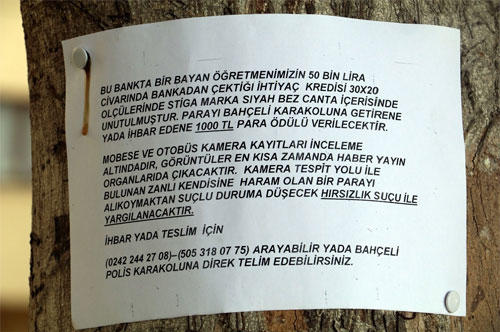 BU BANKTA BİR BAYAN ÖĞRETMENİMİZİN 50 BİN LİRA
CİVARINDA BANKADAN ÇEKTİĞİ İHTİYAÇ KREDİSİ 30X20
ÖLÇÜLERİNDE STİGA MARKA SIYAH BEZ CANTA İÇERİSİNDE
UNUTULMUŞTUR. PARAYI BAHÇELİ KARAKOLUNA GETİRENE
YADA İHBAR EDENE 1000 TL PARA ÖDÜLÜ VERİLECEKTİR.
MOBESE VE OTOBÜS KAMERA KAYITLARI İNCELEME
ALTINDADIR, GÖRÜNTÜLER EN KISA ZAMANDA HABER YAYIN
ORGANLARIDA ÇIKACAKTIR. KAMERA TESPİT YOLU İLE
BULUNAN ZANLI KENDİSİNE HARAM OLAN BİR PARAYI
ALIKOYMAKTAN SUÇLU DURUMA DÜŞECEK HIRSIZLIK SUÇU İLE
YARGILANACAKTIR.
İHBAR YADA TESLİM İÇİN
(0242 244 27 08)–(505 318 07 75) ARAYABİLİR YADA BAHÇELİ
POLİS KARAKOLUNA DİREK TELİM EDEBİLİRSİNİZ.